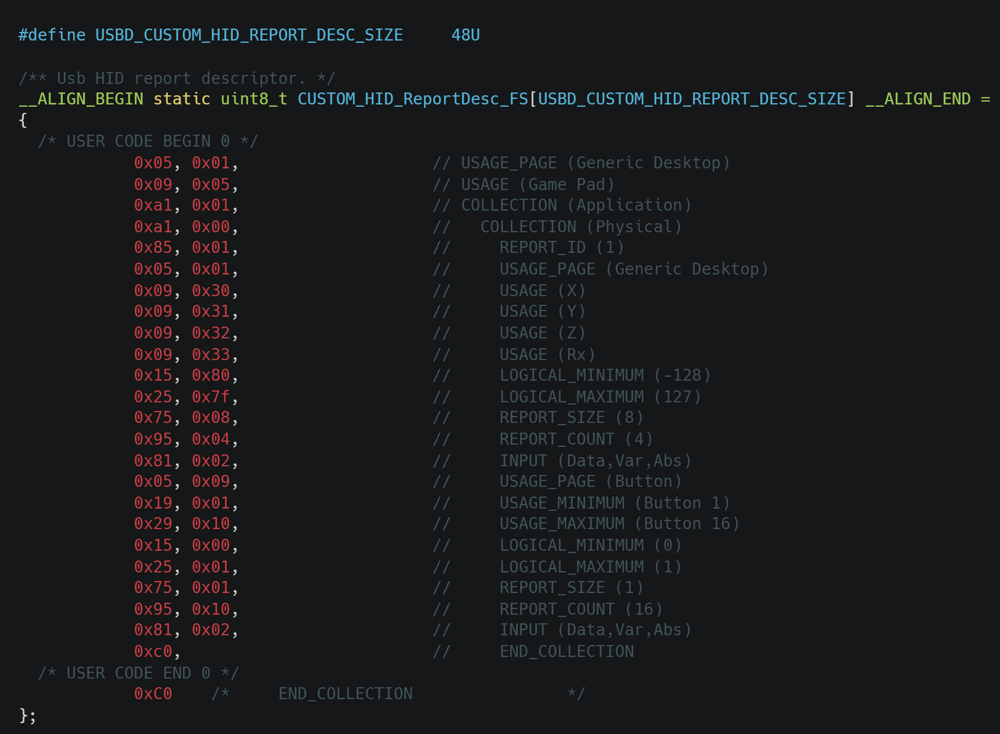 #define USBD_CUSTOM_HID_REPORT_DESC_SIZE     48U
/** Usb HID report descriptor. */
__ALIGN_BEGIN static uint8_t CUSTOM_HID_ReportDesc_FS[USBD_CUSTOM_HID_REPORT_DESC_SIZE] __ALIGN_END =
{
  /* USER CODE BEGIN 0 */
            0x05, 0x01,                    // USAGE_PAGE (Generic Desktop)
            0x09, 0x05,                    // USAGE (Game Pad)
            0xa1, 0x01,                    // COLLECTION (Application)
            0xa1, 0x00,                    //   COLLECTION (Physical)
            0x85, 0x01,                    //     REPORT_ID (1)
            0x05, 0x01,                    //     USAGE_PAGE (Generic Desktop)
            0x09, 0x30,                    //     USAGE (X)
            0x09, 0x31,                    //     USAGE (Y)
            0x09, 0x32,                    //     USAGE (Z)
            0x09, 0x33,                    //     USAGE (Rx)
            0x15, 0x80,                    //     LOGICAL_MINIMUM (-128)
            0x25, 0x7f,                    //     LOGICAL_MAXIMUM (127)
            0x75, 0x08,                    //     REPORT_SIZE (8)
            0x95, 0x04,                    //     REPORT_COUNT (4)
            0x81, 0x02,                    //     INPUT (Data,Var,Abs)
            0x05, 0x09,                    //     USAGE_PAGE (Button)
            0x19, 0x01,                    //     USAGE_MINIMUM (Button 1)
            0x29, 0x10,                    //     USAGE_MAXIMUM (Button 16)
            0x15, 0x00,                    //     LOGICAL_MINIMUM (0)
            0x25, 0x01,                    //     LOGICAL_MAXIMUM (1)
            0x75, 0x01,                    //     REPORT_SIZE (1)
            0x95, 0x10,                    //     REPORT_COUNT (16)
            0x81, 0x02,                    //     INPUT (Data,Var,Abs)
            0xc0,                          //     END_COLLECTION
  /* USER CODE END 0 */
            0xC0    /*     END_COLLECTION                */
};